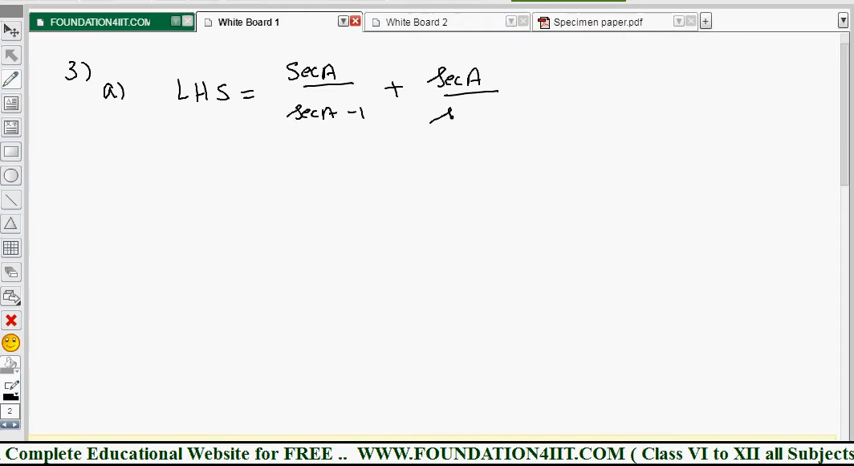 FOUNDATION4IIT.COM White Board 1 White Board 2 Specimen paper.pdf
3)
a) LHS = SecA / secA - 1 + secA / s
2
Complete Educational Website for FREE .. WWW.FOUNDATION4IIT.COM ( Class VI to XII all Subjects